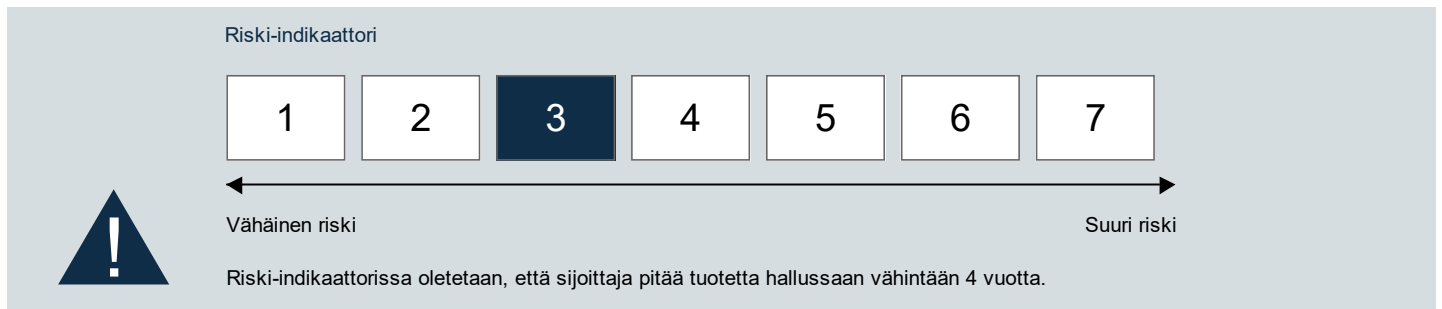 Riski-indikaattori
1 2 3 4 5 6 7
Vähäinen riski Suuri riski
!
Riski-indikaattorissa oletetaan, että sijoittaja pitää tuotetta hallussaan vähintään 4 vuotta.